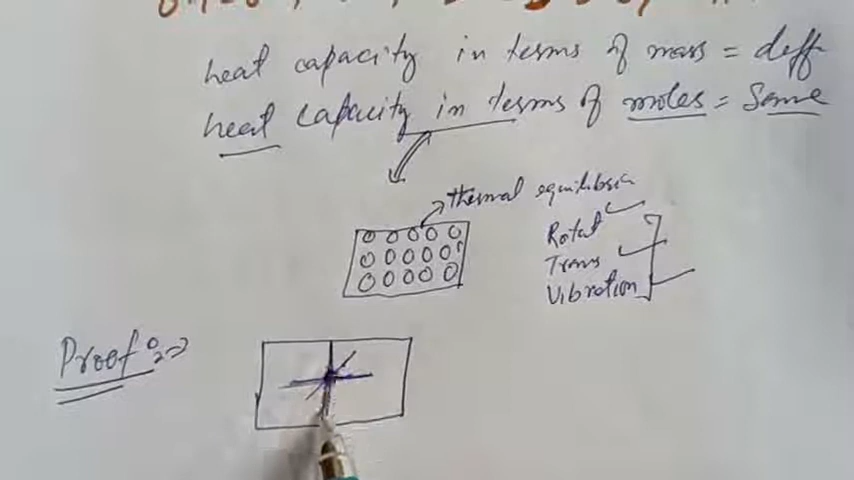 heat capacity in terms of mass = deff
heat capacity in terms of moles = Same
thermal equilibrium
Rotat
Trans
Vibration
Proof